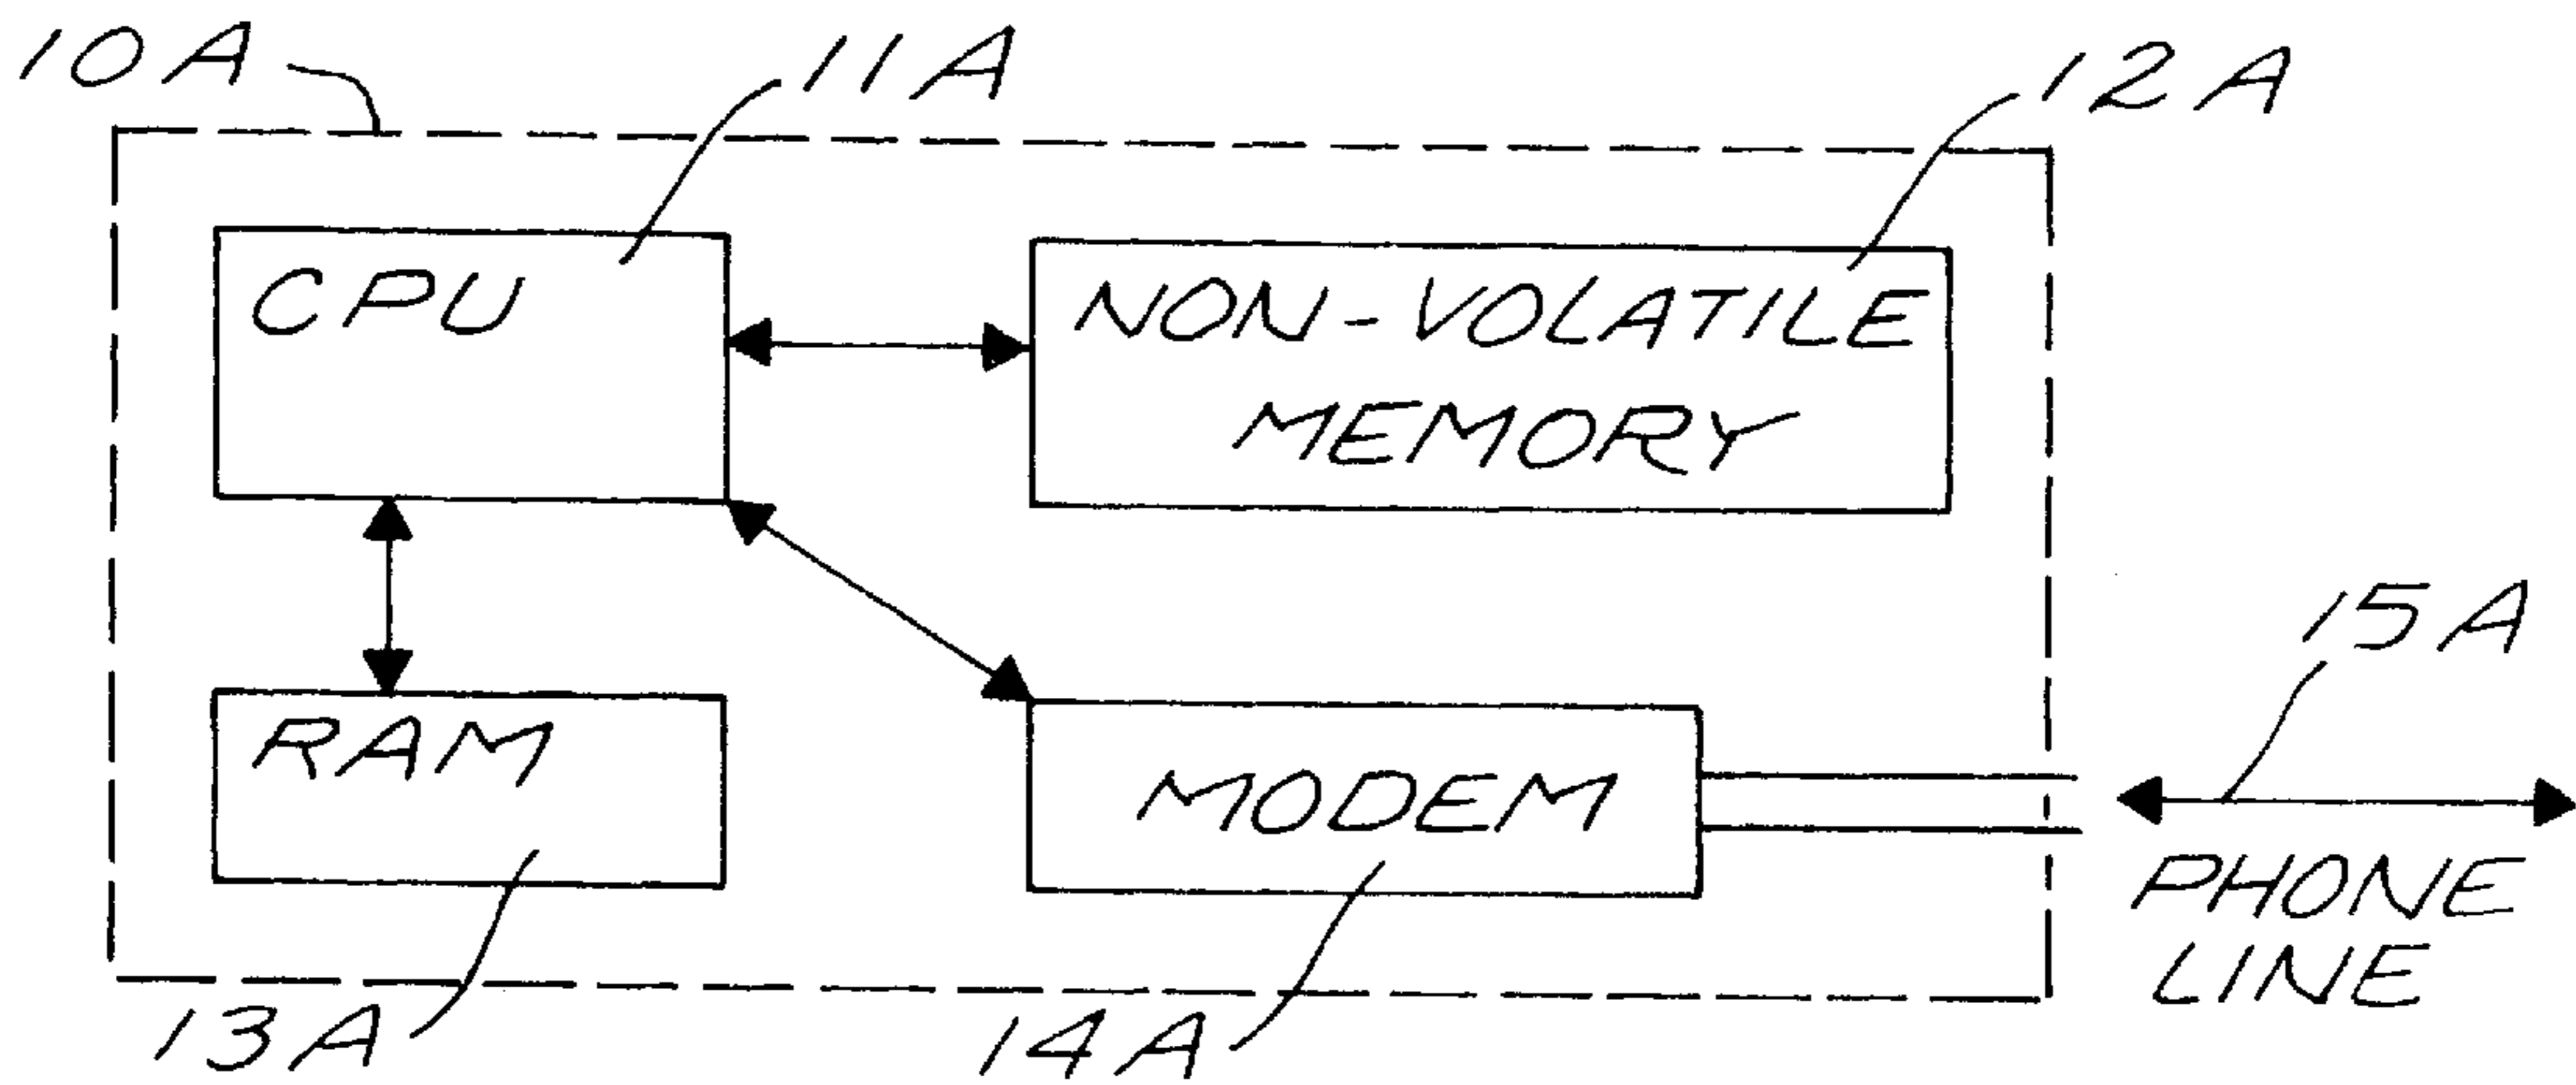 10A
11A
12A
CPU
NON-VOLATILE
MEMORY
15A
RAM
MODEM
PHONE
LINE
13A
14A